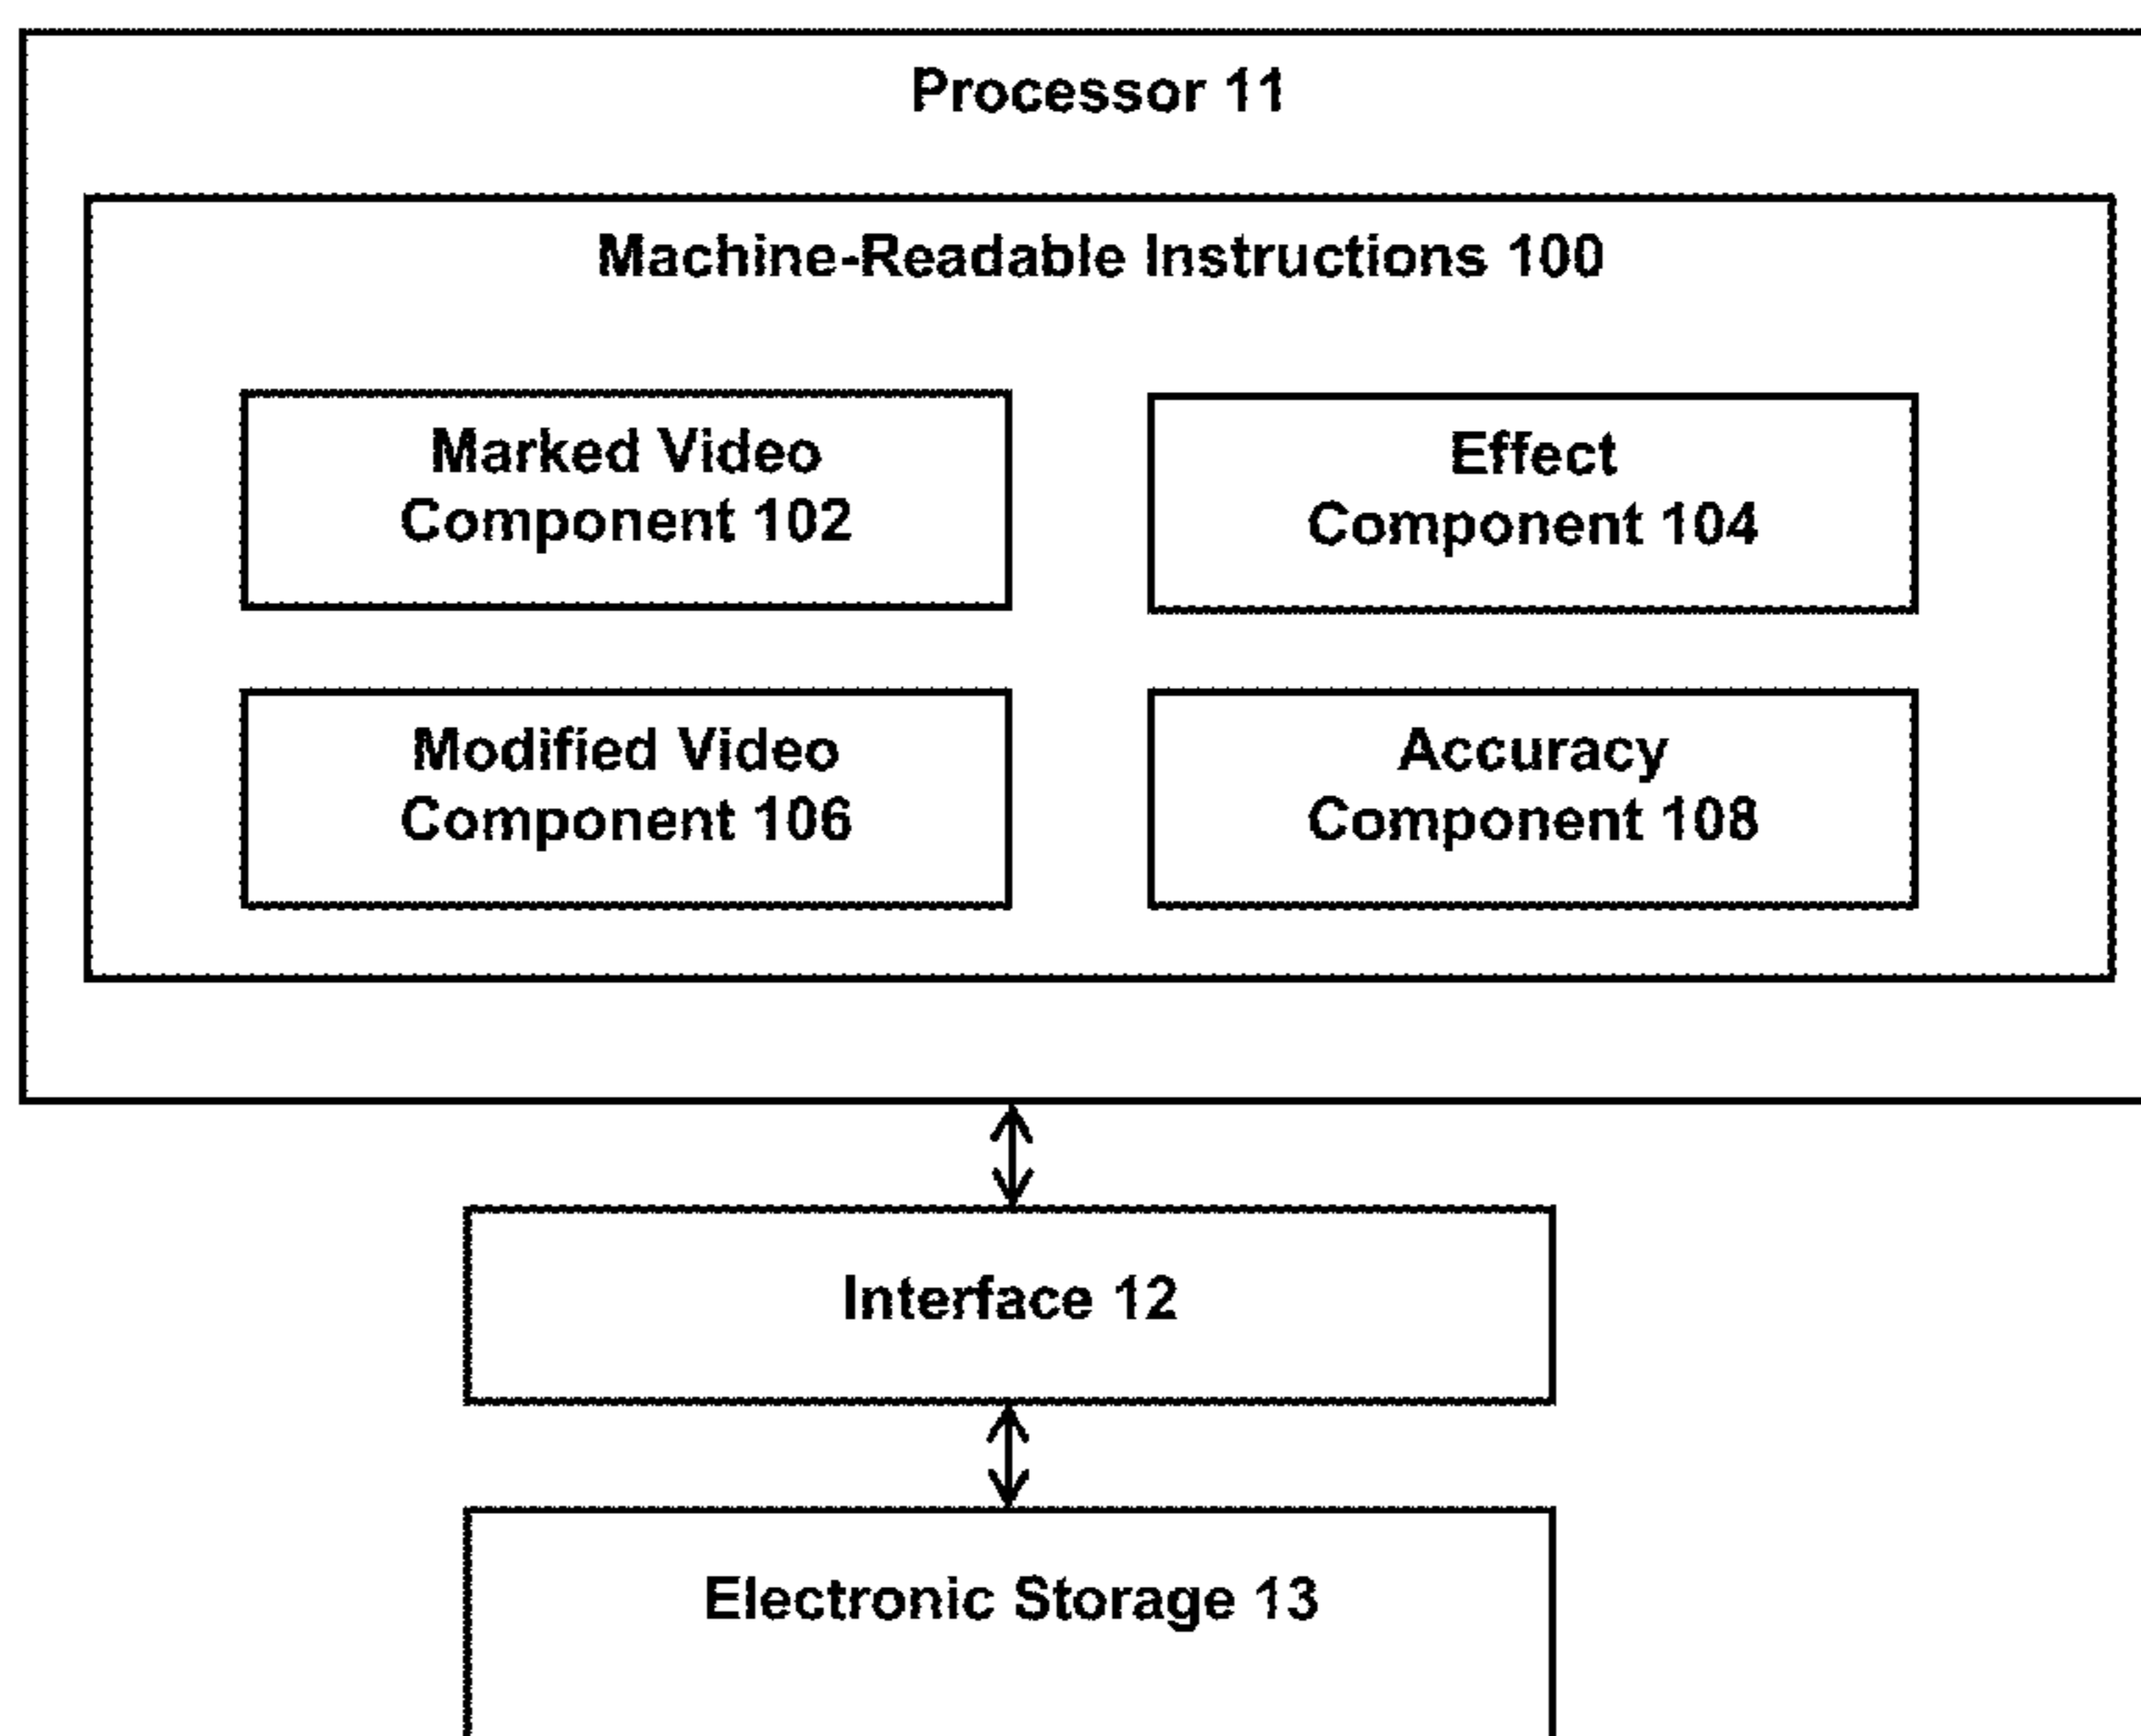 Processor 11
Machine-Readable Instructions 100
Marked Video
Component 102
Effect
Component 104
Modified Video
Component 106
Accuracy
Component 108
Interface 12
Electronic Storage 13